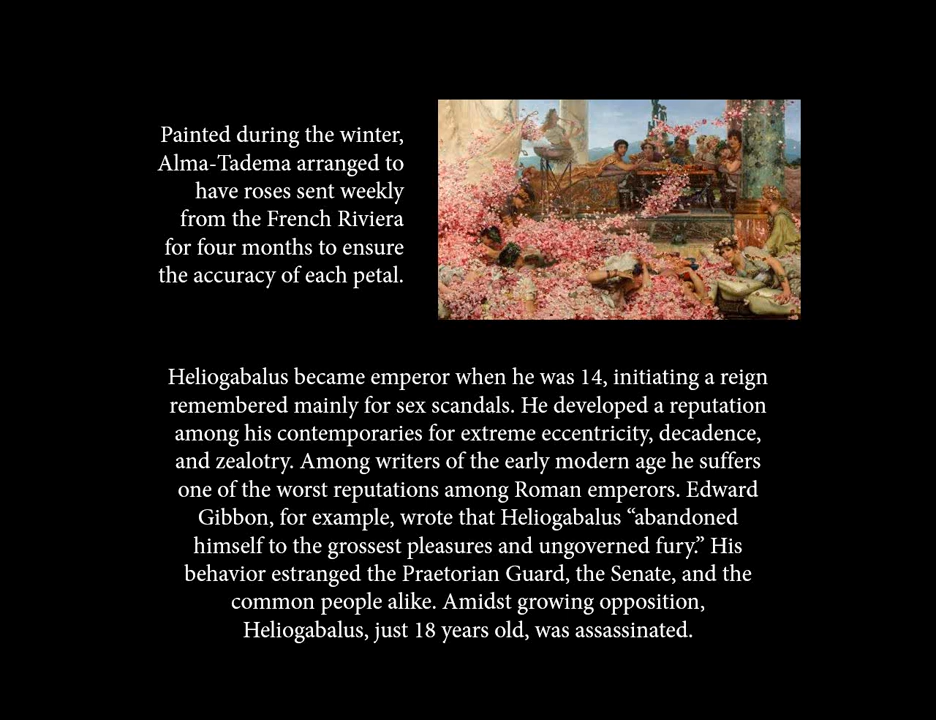 Painted during the winter,
Alma-Tadema arranged to
have roses sent weekly
from the French Riviera
for four months to ensure
the accuracy of each petal.
Heliogabalus became emperor when he was 14, initiating a reign
remembered mainly for sex scandals. He developed a reputation
among his contemporaries for extreme eccentricity, decadence,
and zealotry. Among writers of the early modern age he suffers
one of the worst reputations among Roman emperors. Edward
Gibbon, for example, wrote that Heliogabalus “abandoned
himself to the grossest pleasures and ungoverned fury.” His
behavior estranged the Praetorian Guard, the Senate, and the
common people alike. Amidst growing opposition,
Heliogabalus, just 18 years old, was assassinated.